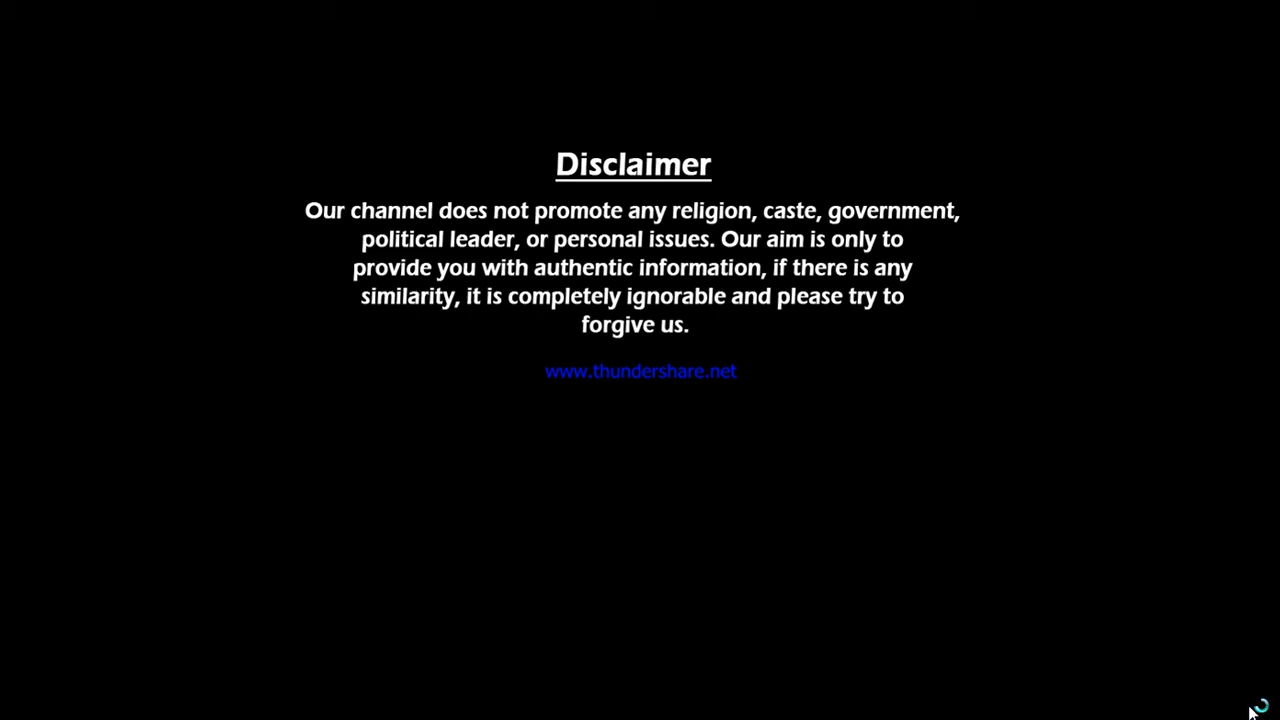 Disclaimer
Our channel does not promote any religion, caste, government,
political leader, or personal issues. Our aim is only to
provide you with authentic information, if there is any
similarity, it is completely ignorable and please try to
forgive us.
www.thundershare.net